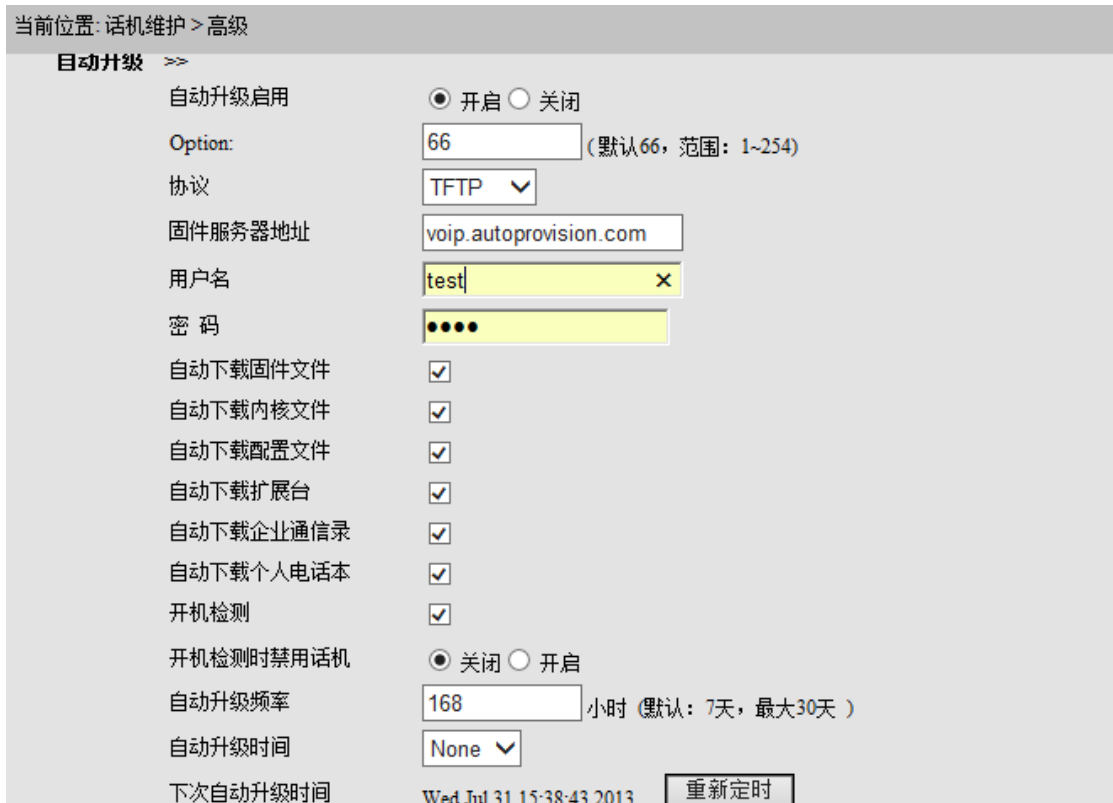 当前位置: 话机维护 > 高级
自动升级 >>
自动升级启用 开启 关闭
Option: 66 (默认66，范围：1~254)
协议 TFTP
固件服务器地址 voip.autoprovision.com
用户名 test ×
密 码 ●●●●
自动下载固件文件
自动下载内核文件
自动下载配置文件
自动下载扩展台
自动下载企业通信录
自动下载个人电话本
开机检测
开机检测时禁用话机 关闭 开启
自动升级频率 168 小时 (默认：7天，最大30天 )
自动升级时间 None
下次自动升级时间 Wed Jul 31 15:38:43 2013 重新定时